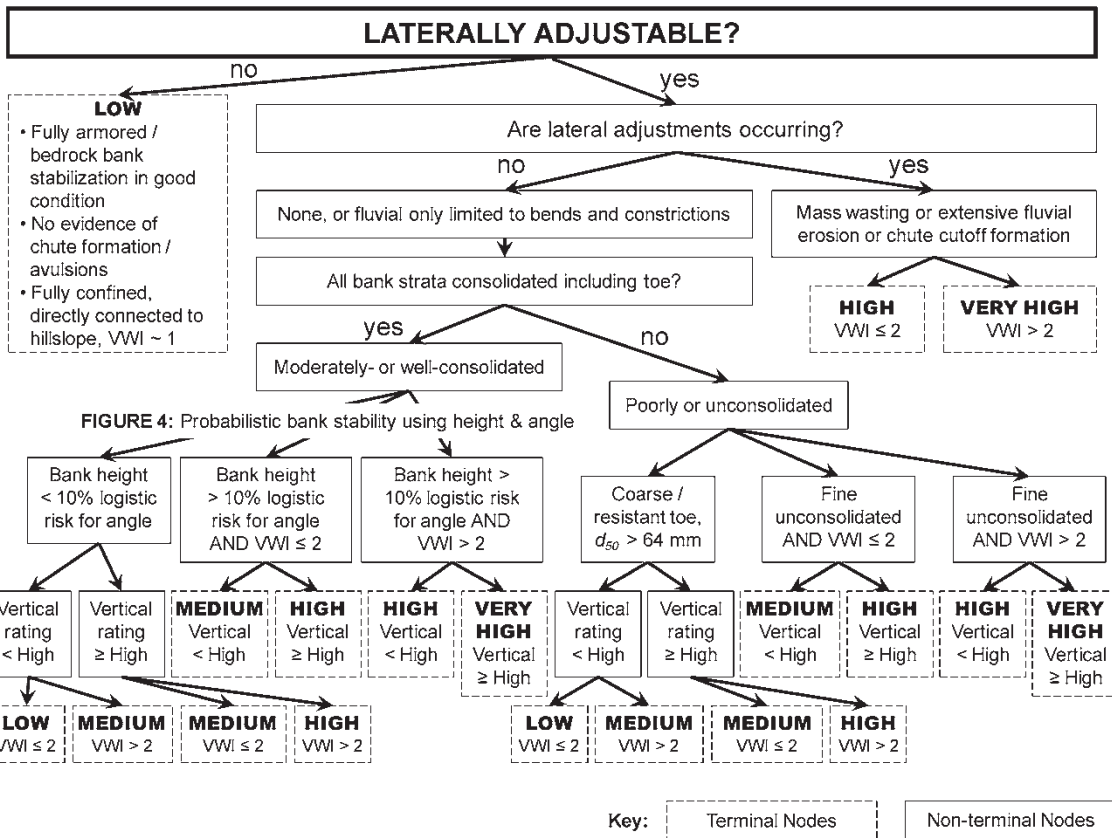 LATERALLY ADJUSTABLE?
no
yes
LOW
• Fully armored /
bedrock bank
stabilization in good
condition
• No evidence of
chute formation /
avulsions
• Fully confined,
directly connected to
hillslope, VWI ~ 1
Are lateral adjustments occurring?
no
yes
None, or fluvial only limited to bends and constrictions
Mass wasting or extensive fluvial
erosion or chute cutoff formation
All bank strata consolidated including toe?
HIGH
VWI ≤ 2
VERY HIGH
VWI > 2
yes
no
Moderately- or well-consolidated
Poorly or unconsolidated
FIGURE 4: Probabilistic bank stability using height & angle
Bank height
< 10% logistic
risk for angle
Bank height
> 10% logistic
risk for angle
AND VWI ≤ 2
Bank height >
10% logistic risk
for angle AND
VWI > 2
Coarse /
resistant toe,
d50 > 64 mm
Fine
unconsolidated
AND VWI ≤ 2
Fine
unconsolidated
AND VWI > 2
Vertical
rating
< High
Vertical
rating
≥ High
MEDIUM
Vertical
< High
HIGH
Vertical
≥ High
HIGH
Vertical
< High
VERY
HIGH
Vertical
≥ High
Vertical
rating
< High
Vertical
rating
≥ High
MEDIUM
Vertical
< High
HIGH
Vertical
≥ High
HIGH
Vertical
< High
VERY
HIGH
Vertical
≥ High
LOW
VWI ≤ 2
MEDIUM
VWI > 2
MEDIUM
VWI ≤ 2
HIGH
VWI > 2
LOW
VWI ≤ 2
MEDIUM
VWI > 2
MEDIUM
VWI ≤ 2
HIGH
VWI > 2
Key:
Terminal Nodes
Non-terminal Nodes